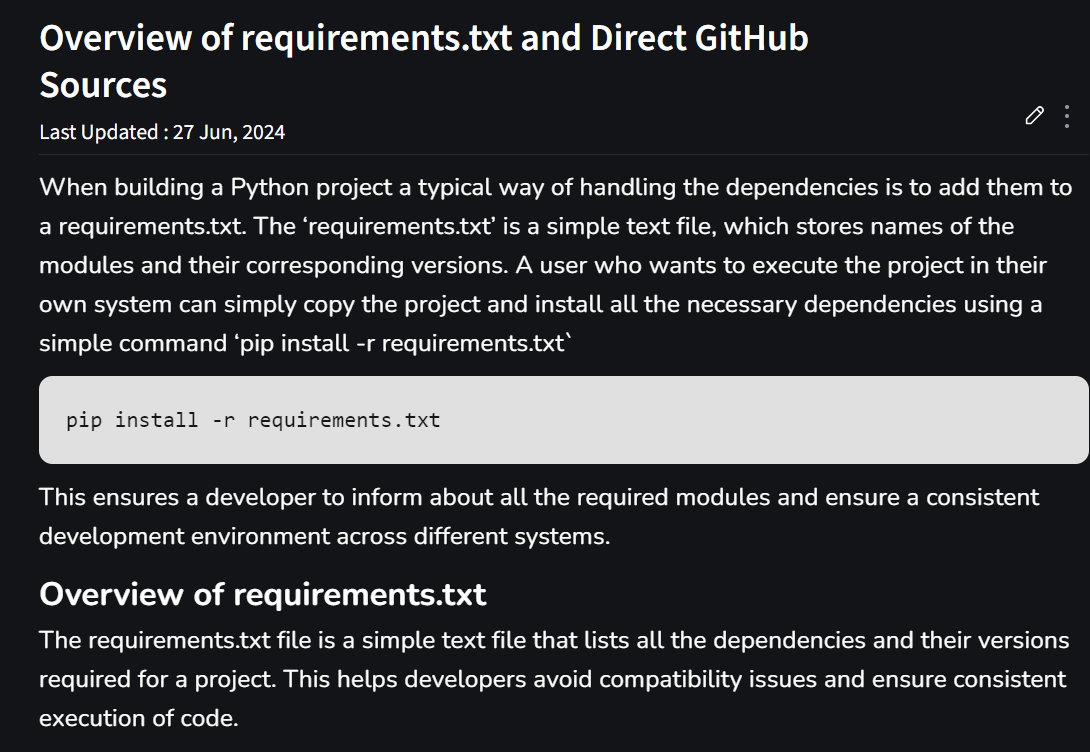 Overview of requirements.txt and Direct GitHub
Sources
Last Updated : 27 Jun, 2024
When building a Python project a typical way of handling the dependencies is to add them to
a requirements.txt. The ‘requirements.txt’ is a simple text file, which stores names of the
modules and their corresponding versions. A user who wants to execute the project in their
own system can simply copy the project and install all the necessary dependencies using a
simple command ‘pip install -r requirements.txt`
pip install -r requirements.txt
This ensures a developer to inform about all the required modules and ensure a consistent
development environment across different systems.
Overview of requirements.txt
The requirements.txt file is a simple text file that lists all the dependencies and their versions
required for a project. This helps developers avoid compatibility issues and ensure consistent
execution of code.